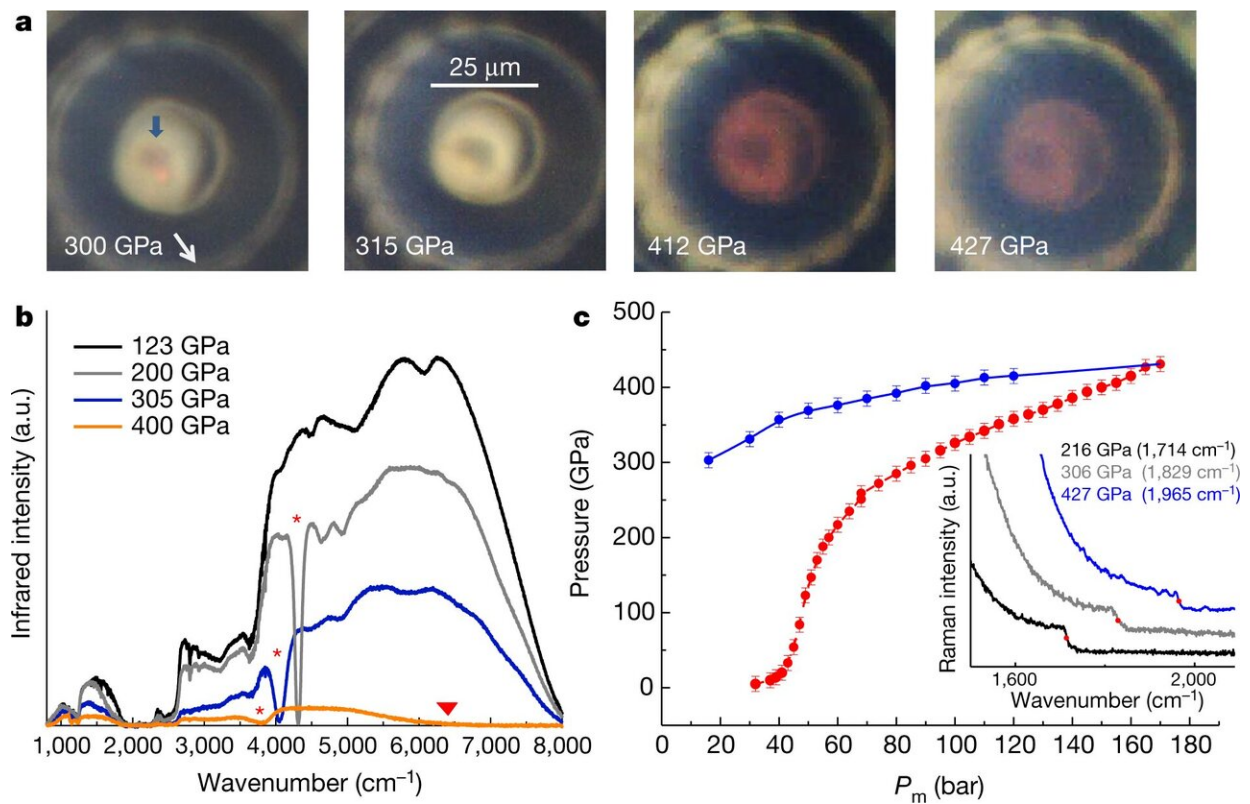 a
25 μm
300 GPa
315 GPa
412 GPa
427 GPa
b
123 GPa
200 GPa
305 GPa
400 GPa
Infrared intensity (a.u.)
*
*
*
1,000 2,000 3,000 4,000 5,000 6,000 7,000 8,000
Wavenumber (cm⁻¹)
c
500
400
300
200
100
0
Pressure (GPa)
0 20 40 60 80 100 120 140 160 180
P_m (bar)
216 GPa (1,714 cm⁻¹)
306 GPa (1,829 cm⁻¹)
427 GPa (1,965 cm⁻¹)
Raman intensity (a.u.)
1,600 2,000
Wavenumber (cm⁻¹)